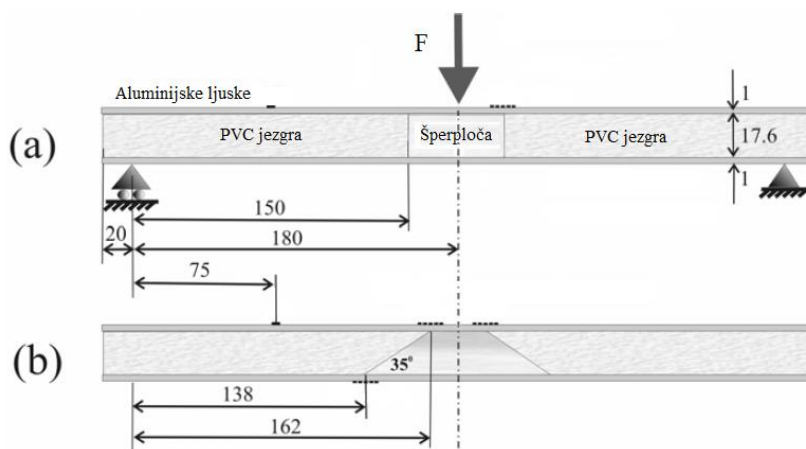 F
Aluminijske ljuske
1
(a)
PVC jezgra
Šperploča
PVC jezgra
17.6
1
150
20
180
75
(b)
35°
138
162